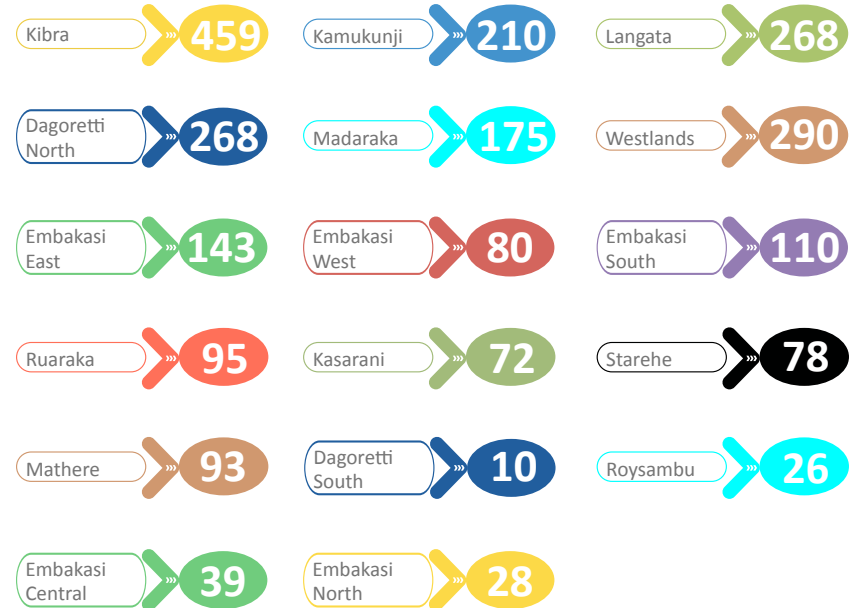 Kibra 459
Kamukunji 210
Langata 268
Dagoretti
North 268
Madaraka 175
Westlands 290
Embakasi
East 143
Embakasi
West 80
Embakasi
South 110
Ruaraka 95
Kasarani 72
Starehe 78
Mathere 93
Dagoretti
South 10
Roysambu 26
Embakasi
Central 39
Embakasi
North 28